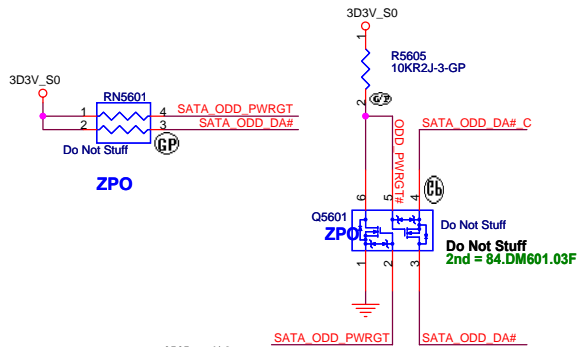 3D3V_S0
1
R5605
10KR2J-3-GP
2
3D3V_S0
RN5601
1
4
SATA_ODD_PWRGT
2
3
SATA_ODD_DA#
Do Not Stuff
GP
ZPO
ODD_PWRGT#
SATA_ODD_DA#_C
6
5
4
Q5601
ZPO
Do Not Stuff
Do Not Stuff
2nd = 84.DM601.03F
1
2
3
SATA_ODD_PWRGT
SATA_ODD_DA#